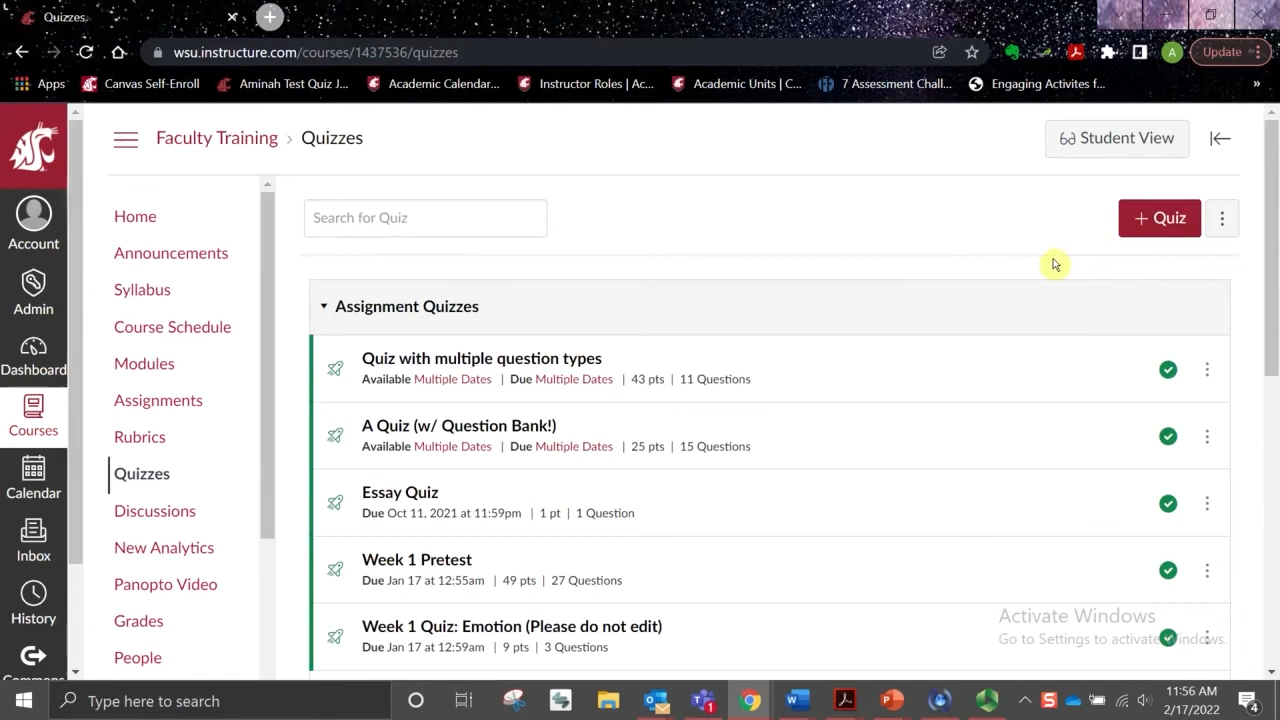 Quizzes
wsu.instructure.com/courses/1437536/quizzes
A
Update
Apps
Canvas Self-Enroll
Aminah Test Quiz J...
Academic Calendar...
Instructor Roles | Ac...
Academic Units | C...
7 Assessment Chall...
Engaging Activites f...
»
Faculty Training › Quizzes
Student View
Account
Admin
Dashboard
Courses
Calendar
Inbox
History
Home
Announcements
Syllabus
Course Schedule
Modules
Assignments
Rubrics
Quizzes
Discussions
New Analytics
Panopto Video
Grades
People
Search for Quiz
+ Quiz
Assignment Quizzes
Quiz with multiple question types
Available Multiple Dates | Due Multiple Dates | 43 pts | 11 Questions
A Quiz (w/ Question Bank!)
Available Multiple Dates | Due Multiple Dates | 25 pts | 15 Questions
Essay Quiz
Due Oct 11, 2021 at 11:59pm | 1 pt | 1 Question
Week 1 Pretest
Due Jan 17 at 12:55am | 49 pts | 27 Questions
Week 1 Quiz: Emotion (Please do not edit)
Due Jan 17 at 12:59am | 9 pts | 3 Questions
Activate Windows
Go to Settings to activate Windows.
Type here to search
1
11:56 AM
2/17/2022
4